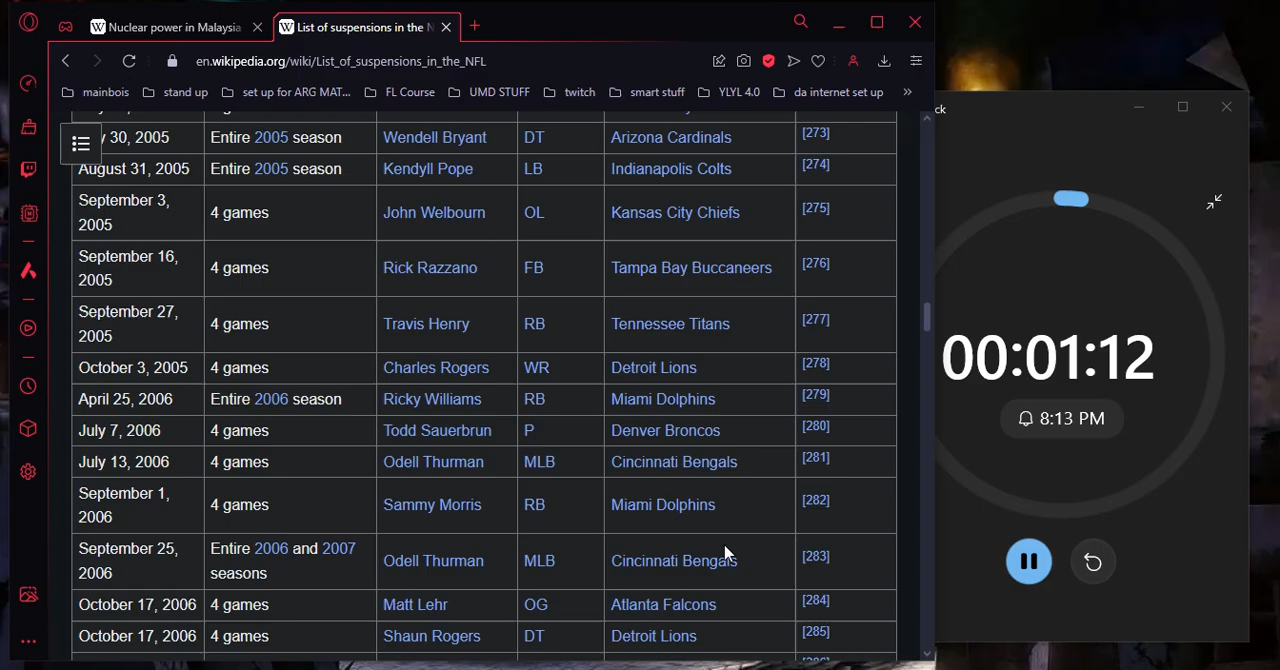 Nuclear power in Malaysia
List of suspensions in the N
ck
en.wikipedia.org/wiki/List_of_suspensions_in_the_NFL
mainbois stand up set up for ARG MAT... FL Course UMD STUFF twitch smart stuff YLYL 4.0 da internet set up »
y 30, 2005 Entire 2005 season Wendell Bryant DT Arizona Cardinals [273]
August 31, 2005 Entire 2005 season Kendyll Pope LB Indianapolis Colts [274]
September 3,
2005 4 games John Welbourn OL Kansas City Chiefs [275]
September 16,
2005 4 games Rick Razzano FB Tampa Bay Buccaneers [276]
September 27,
2005 4 games Travis Henry RB Tennessee Titans [277]
October 3, 2005 4 games Charles Rogers WR Detroit Lions [278]
April 25, 2006 Entire 2006 season Ricky Williams RB Miami Dolphins [279]
July 7, 2006 4 games Todd Sauerbrun P Denver Broncos [280]
July 13, 2006 4 games Odell Thurman MLB Cincinnati Bengals [281]
September 1,
2006 4 games Sammy Morris RB Miami Dolphins [282]
September 25,
2006 Entire 2006 and 2007
seasons Odell Thurman MLB Cincinnati Bengals [283]
October 17, 2006 4 games Matt Lehr OG Atlanta Falcons [284]
October 17, 2006 4 games Shaun Rogers DT Detroit Lions [285]
00:01:12
8:13 PM